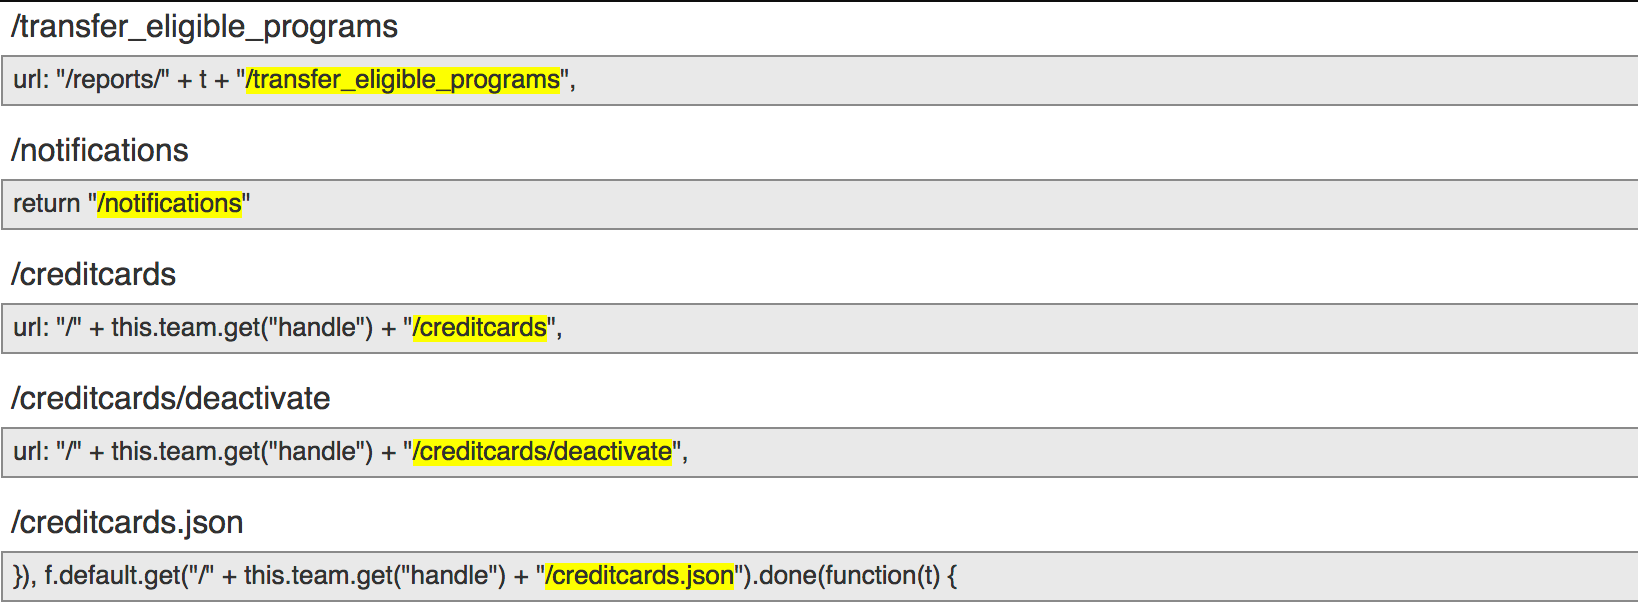 /transfer_eligible_programs
url: "/reports/" + t + "/transfer_eligible_programs",
/notifications
return "/notifications"
/creditcards
url: "/" + this.team.get("handle") + "/creditcards",
/creditcards/deactivate
url: "/" + this.team.get("handle") + "/creditcards/deactivate",
/creditcards.json
}), f.default.get("/" + this.team.get("handle") + "/creditcards.json").done(function(t) {